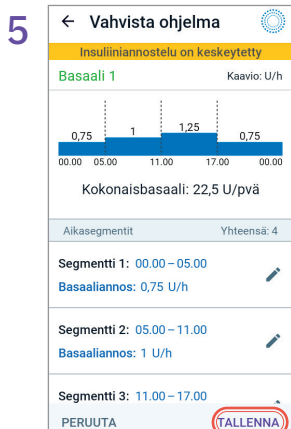 5
Vahvista ohjelma
Insuliiniannostelu on keskeytetty
Basaali 1 Kaavio: U/h
0,75 1 1,25 0,75
00.00 05.00 11.00 17.00 00.00
Kokonaisbasaali: 22,5 U/pvä
Aikasegmentit Yhteensä: 4
Segmentti 1: 00.00 – 05.00
Basaaliannos: 0,75 U/h
Segmentti 2: 05.00 – 11.00
Basaaliannos: 1 U/h
Segmentti 3: 11.00 – 17.00
PERUUTA TALLENNA